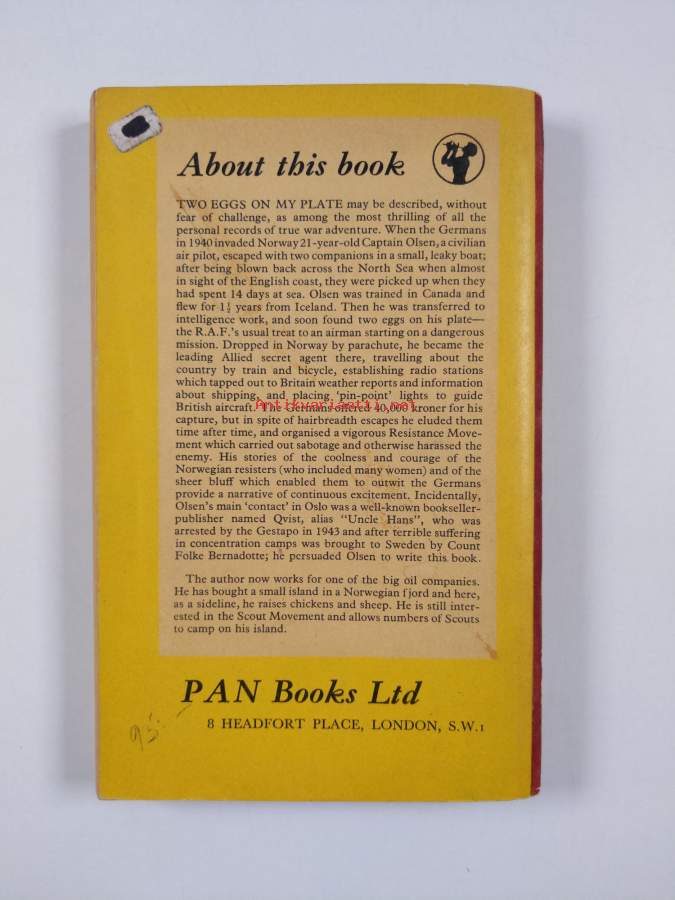 About this book
TWO EGGS ON MY PLATE may be described, without
fear of challenge, as among the most thrilling of all the
personal records of true war adventure. When the Germans
in 1940 invaded Norway 21-year-old Captain Olsen, a civilian
air pilot, escaped with two companions in a small, leaky boat;
after being blown back across the North Sea when almost
in sight of the English coast, they were picked up when they
had spent 14 days at sea. Olsen was trained in Canada and
flew for 1½ years from Iceland. Then he was transferred to
intelligence work, and soon found two eggs on his plate—
the R.A.F.'s usual treat to an airman starting on a dangerous
mission. Dropped in Norway by parachute, he became the
leading Allied secret agent there, travelling about the
country by train and bicycle, establishing radio stations
which tapped out to Britain weather reports and information
about shipping, and placing 'pin-point' lights to guide
British aircraft. The Germans offered 40,000 kroner for his
Antikvariaatti.net
capture, but in spite of hairbreadth escapes he eluded them
time after time, and organised a vigorous Resistance Move-
ment which carried out sabotage and otherwise harassed the
enemy. His stories of the coolness and courage of the
Norwegian resisters (who included many women) and of the
sheer bluff which enabled them to outwit the Germans
provide a narrative of continuous excitement. Incidentally,
Olsen's main 'contact' in Oslo was a well-known bookseller-
publisher named Qvist, alias "Uncle Hans", who was
arrested by the Gestapo in 1943 and after terrible suffering
in concentration camps was brought to Sweden by Count
Folke Bernadotte; he persuaded Olsen to write this book.
The author now works for one of the big oil companies.
He has bought a small island in a Norwegian fjord and here,
as a sideline, he raises chickens and sheep. He is still inter-
ested in the Scout Movement and allows numbers of Scouts
to camp on his island.
PAN Books Ltd
8 HEADFORT PLACE, LONDON, S.W.1